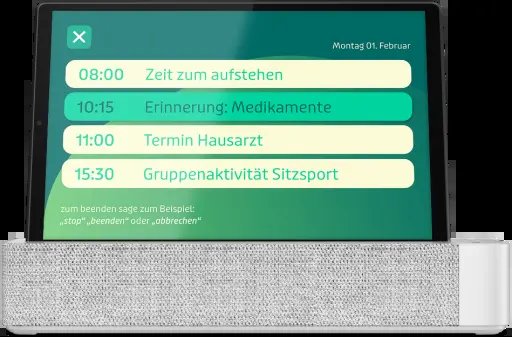 Montag 01. Februar
08:00 Zeit zum aufstehen
10:15 Erinnerung: Medikamente
11:00 Termin Hausarzt
15:30 Gruppenaktivität Sitzsport
zum beenden sage zum Beispiel:
„stop" „beenden“ oder „abbrechen“